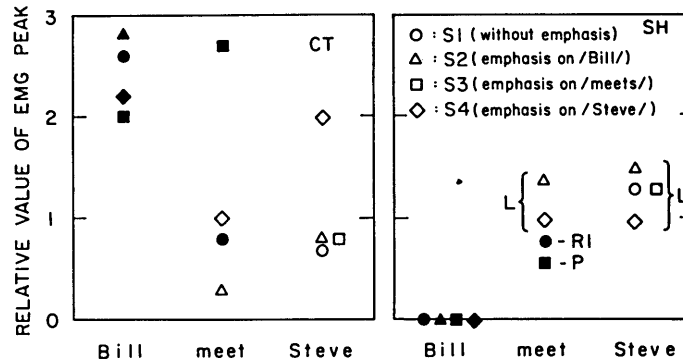 RELATIVE VALUE OF EMG PEAK
3
2
1
0
CT
Bill meet Steve
SH
○ : S1 (without emphasis)
△ : S2 (emphasis on /Bill/)
□ : S3 (emphasis on /meets/)
◇ : S4 (emphasis on /Steve/)
L
L
- RI
- P
Bill meet Steve